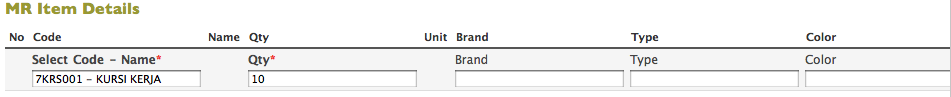 MR Item Details
No Code Name Qty Unit Brand Type Color
Select Code - Name* Qty* Brand Type Color
7KRS001 - KURSI KERJA 10